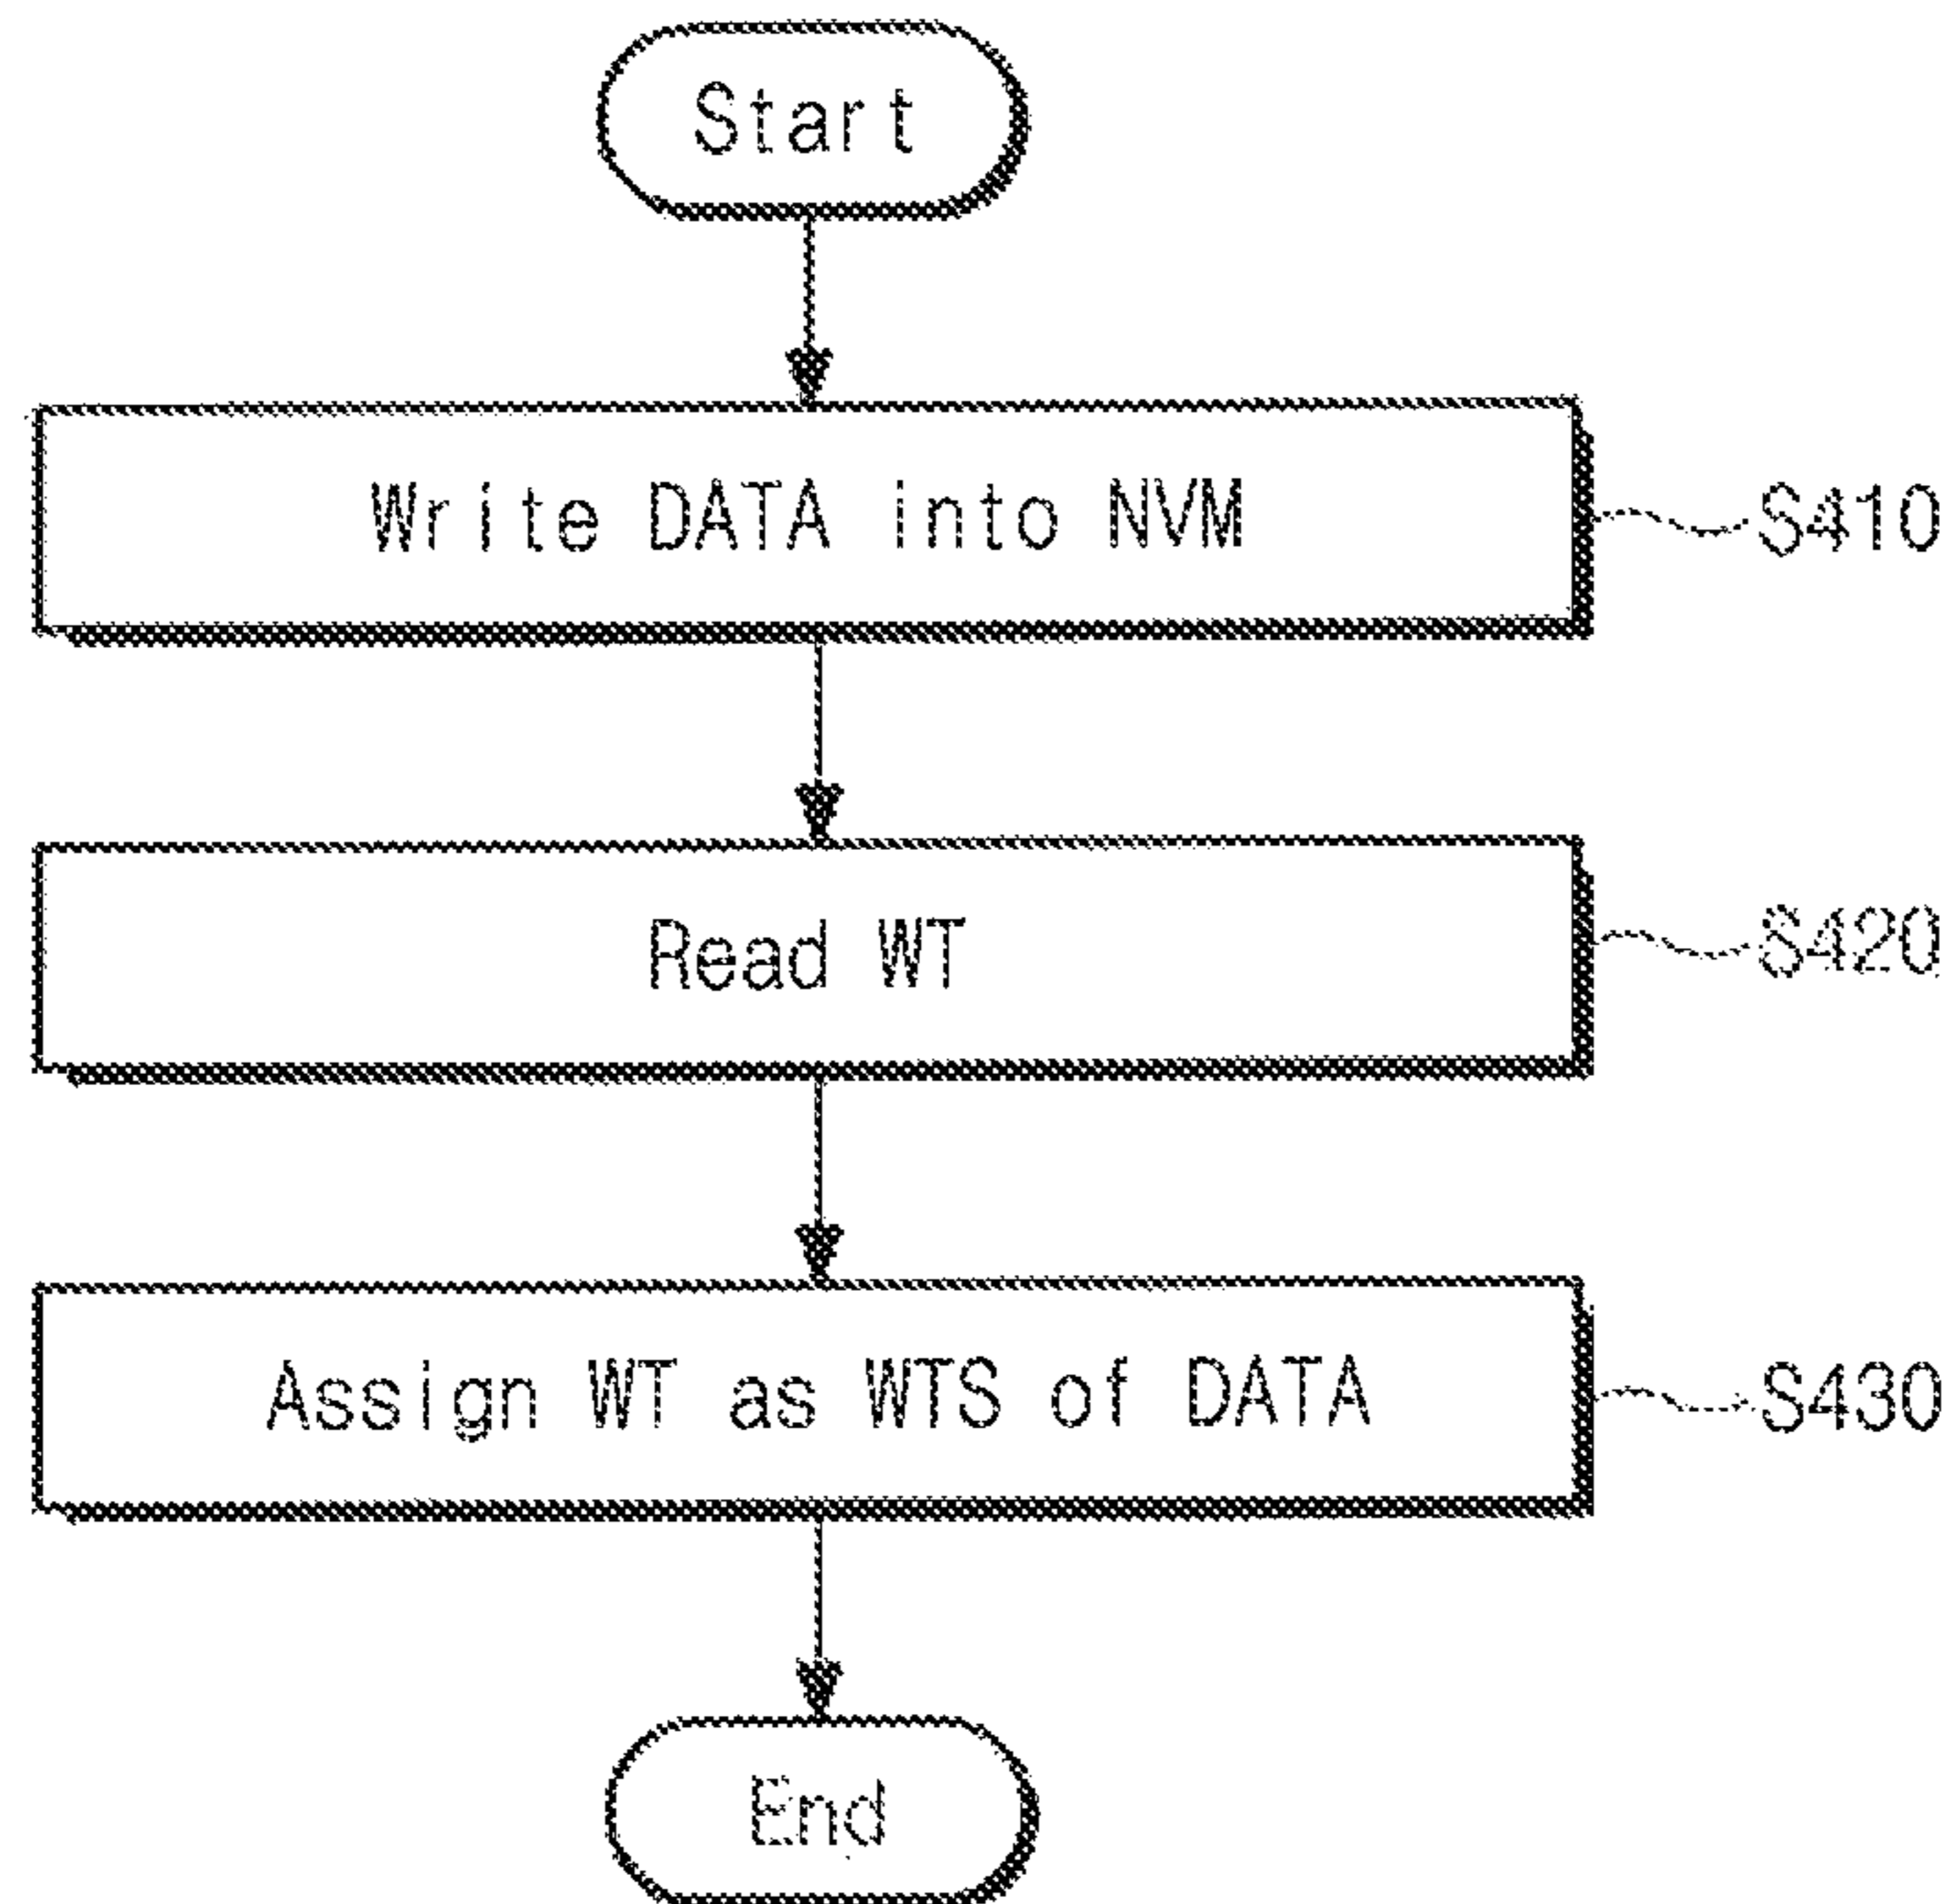 Start
Write DATA into NVM
S410
Read WT
S420
Assign WT as WTS of DATA
S430
End